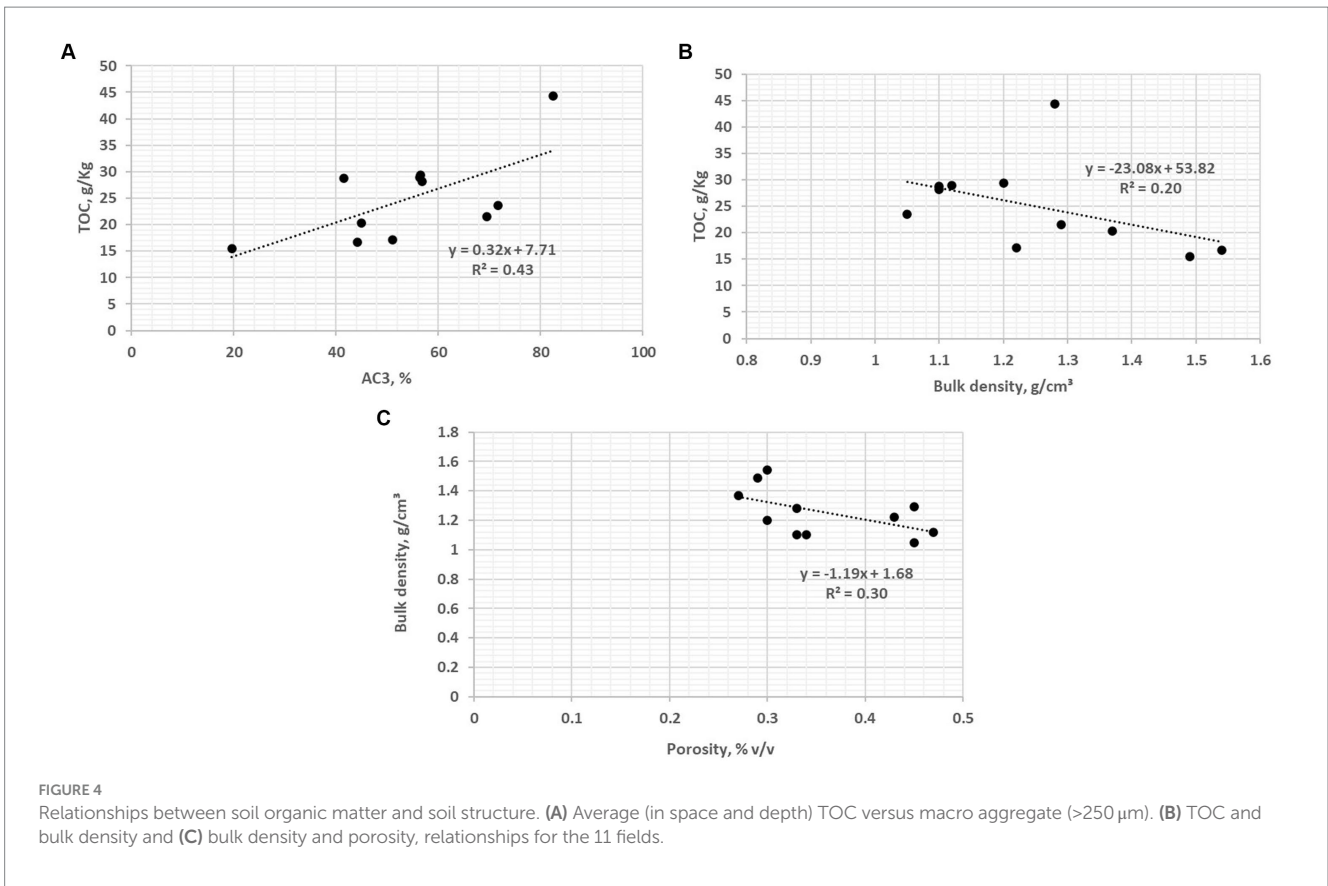 A
50
45
40
35
30
25
20
15
10
5
0
TOC, g/Kg
y = 0.32x + 7.71
R² = 0.43
0 20 40 60 80 100
AC3, %
B
50
45
40
35
30
25
20
15
10
5
0
TOC, g/Kg
y = -23.08x + 53.82
R² = 0.20
0.8 0.9 1 1.1 1.2 1.3 1.4 1.5 1.6
Bulk density, g/cm³
C
1.8
1.6
1.4
1.2
1
0.8
0.6
0.4
0.2
0
Bulk density, g/cm³
y = -1.19x + 1.68
R² = 0.30
0 0.1 0.2 0.3 0.4 0.5
Porosity, % v/v
FIGURE 4
Relationships between soil organic matter and soil structure. (A) Average (in space and depth) TOC versus macro aggregate (>250 μm). (B) TOC and
bulk density and (C) bulk density and porosity, relationships for the 11 fields.